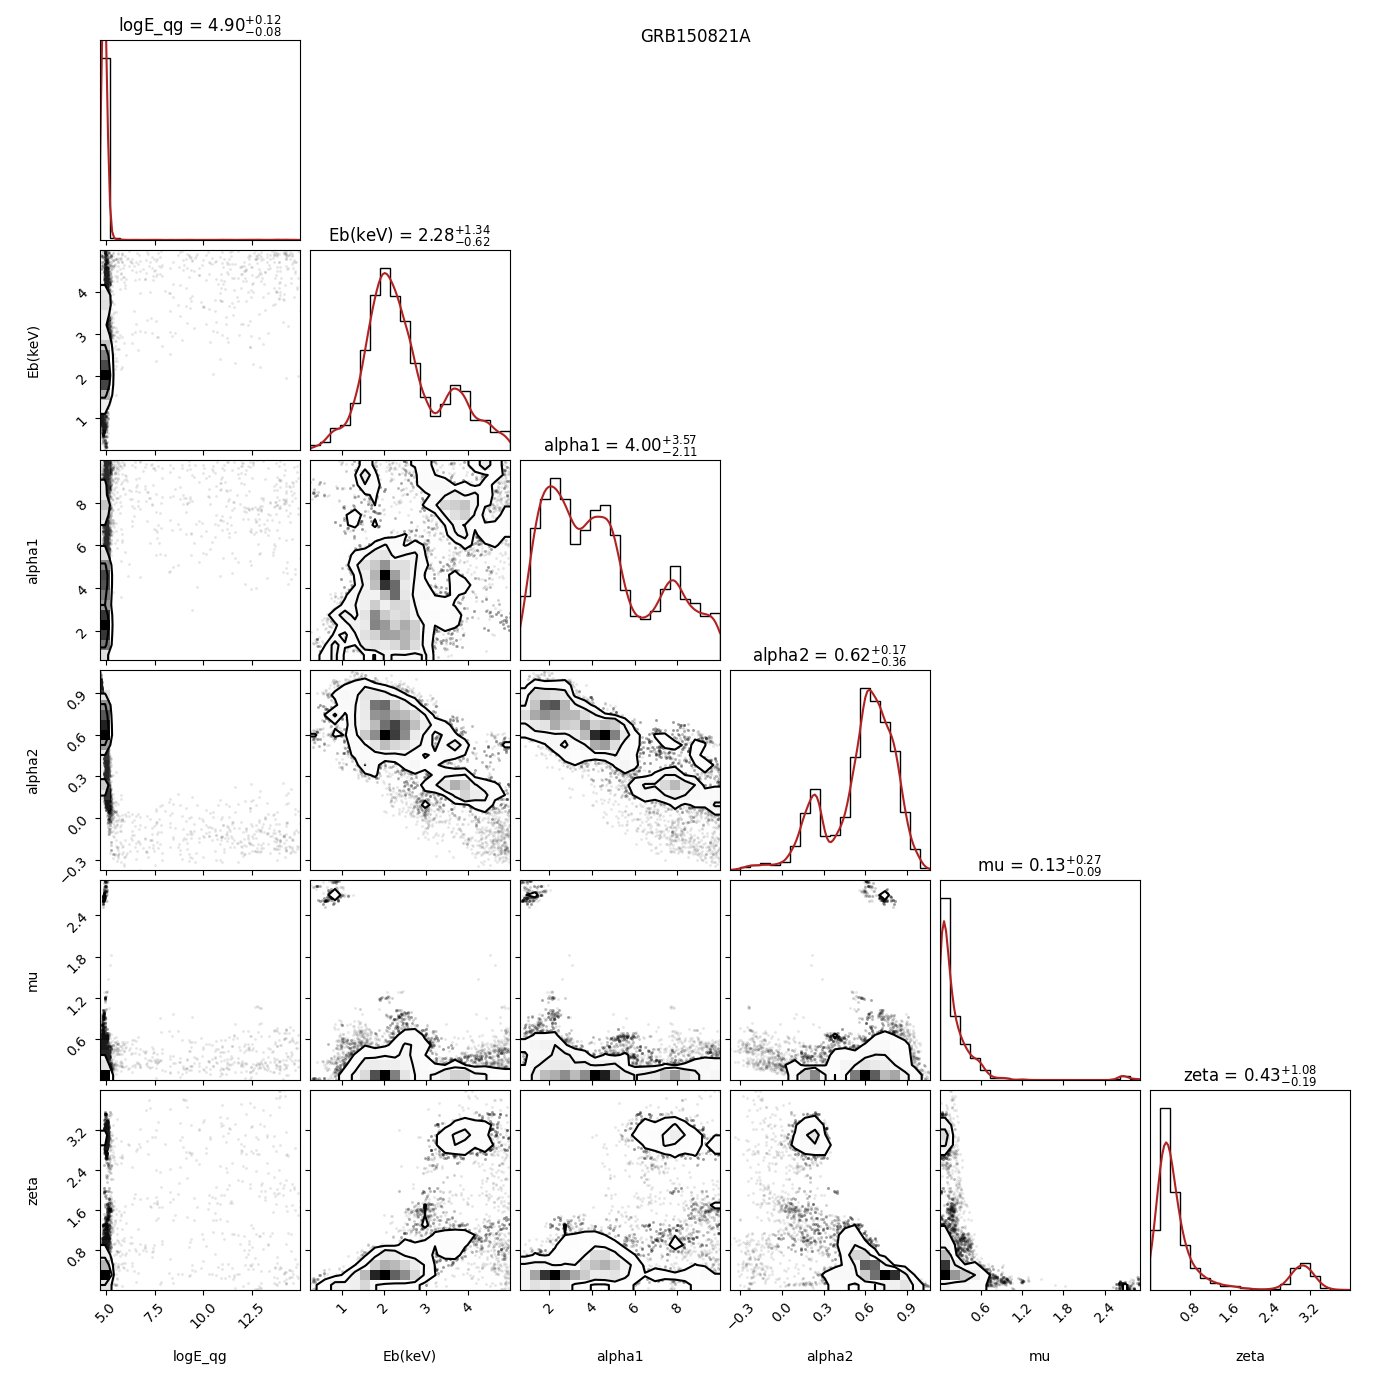 GRB150821A
logE_qg = 4.90+0.12 −0.08
Eb(keV) = 2.28+1.34 −0.62
Eb(keV)
4
3
2
1
alpha1 = 4.00+3.57 −2.11
alpha1
8
6
4
2
alpha2 = 0.62+0.17 −0.36
alpha2
0.9
0.6
0.3
0.0
−0.3
mu = 0.13+0.27 −0.09
mu
2.4
1.8
1.2
0.6
zeta = 0.43+1.08 −0.19
zeta
3.2
2.4
1.6
0.8
5.0 7.5 10.0 12.5 1 2 3 4 2 4 6 8 −0.3 0.0 0.3 0.6 0.9 0.6 1.2 1.8 2.4 0.8 1.6 2.4 3.2
logE_qg Eb(keV) alpha1 alpha2 mu zeta